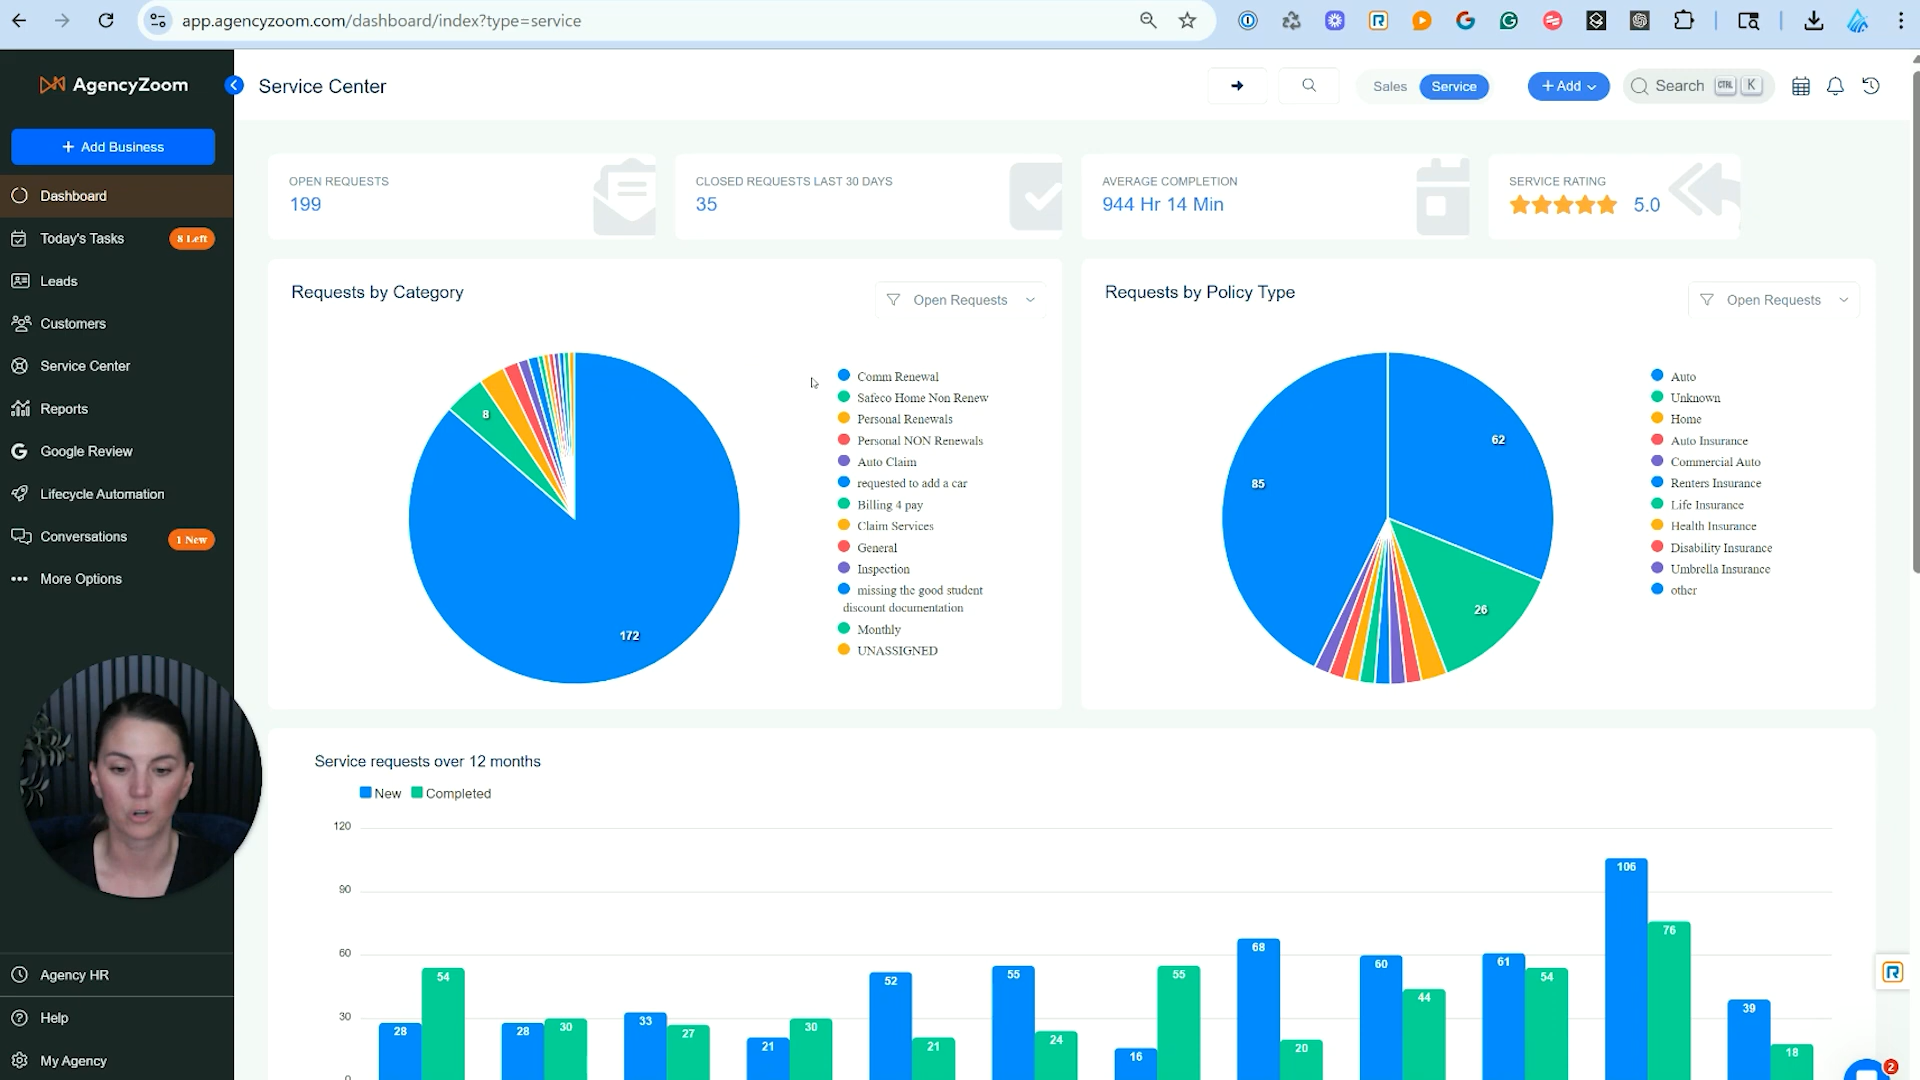 app.agencyzoom.com/dashboard/index?type=service
AgencyZoom
Service Center
Sales
Service
+ Add
Search
CTRL
K
+ Add Business
Dashboard
Today's Tasks
8 Left
Leads
Customers
Service Center
Reports
Google Review
Lifecycle Automation
Conversations
1 New
More Options
Agency HR
Help
My Agency
OPEN REQUESTS
199
CLOSED REQUESTS LAST 30 DAYS
35
AVERAGE COMPLETION
944 Hr 14 Min
SERVICE RATING
5.0
Requests by Category
Open Requests
8
172
Comm Renewal
Safeco Home Non Renew
Personal Renewals
Personal NON Renewals
Auto Claim
requested to add a car
Billing 4 pay
Claim Services
General
Inspection
missing the good student
discount documentation
Monthly
UNASSIGNED
Requests by Policy Type
Open Requests
62
85
26
Auto
Unknown
Home
Auto Insurance
Commercial Auto
Renters Insurance
Life Insurance
Health Insurance
Disability Insurance
Umbrella Insurance
other
Service requests over 12 months
New
Completed
120
90
60
30
0
28
54
28
30
33
27
21
30
52
21
55
24
16
55
68
20
60
44
61
54
106
76
39
18
2